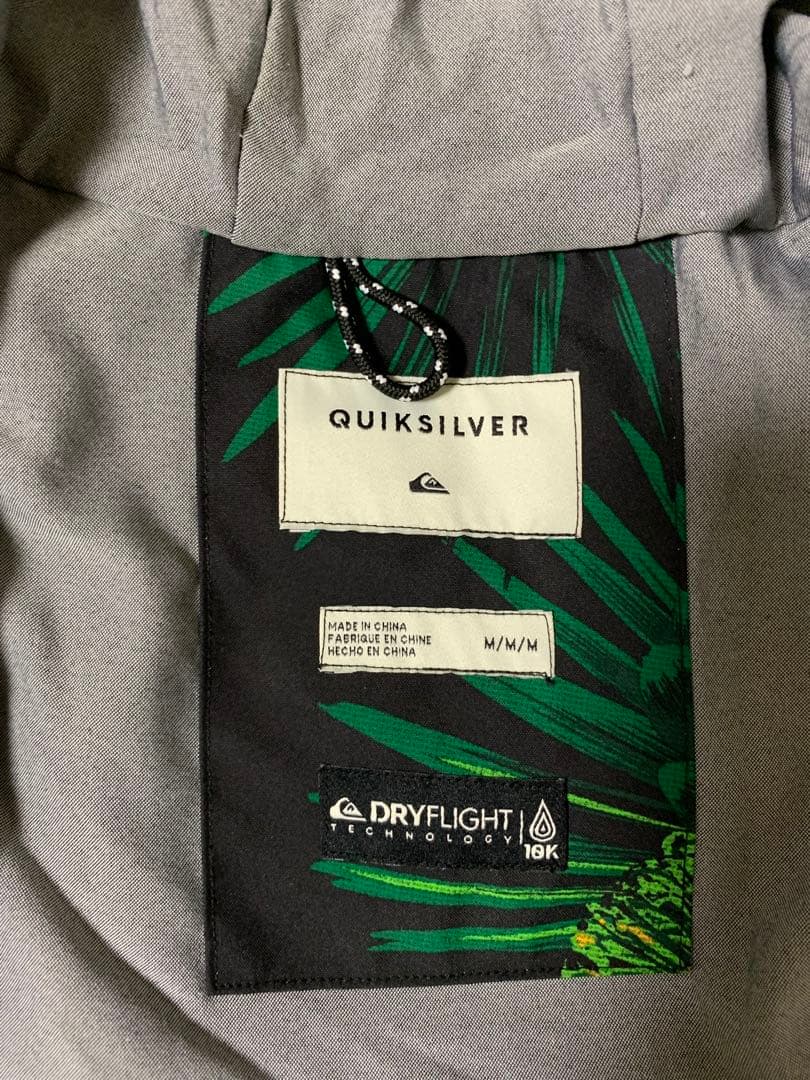 QUIKSILVER
MADE IN CHINA
FABRIQUE EN CHINE
HECHO EN CHINA
M/M/M
DRYFLIGHT
TECHNOLOGY
10K